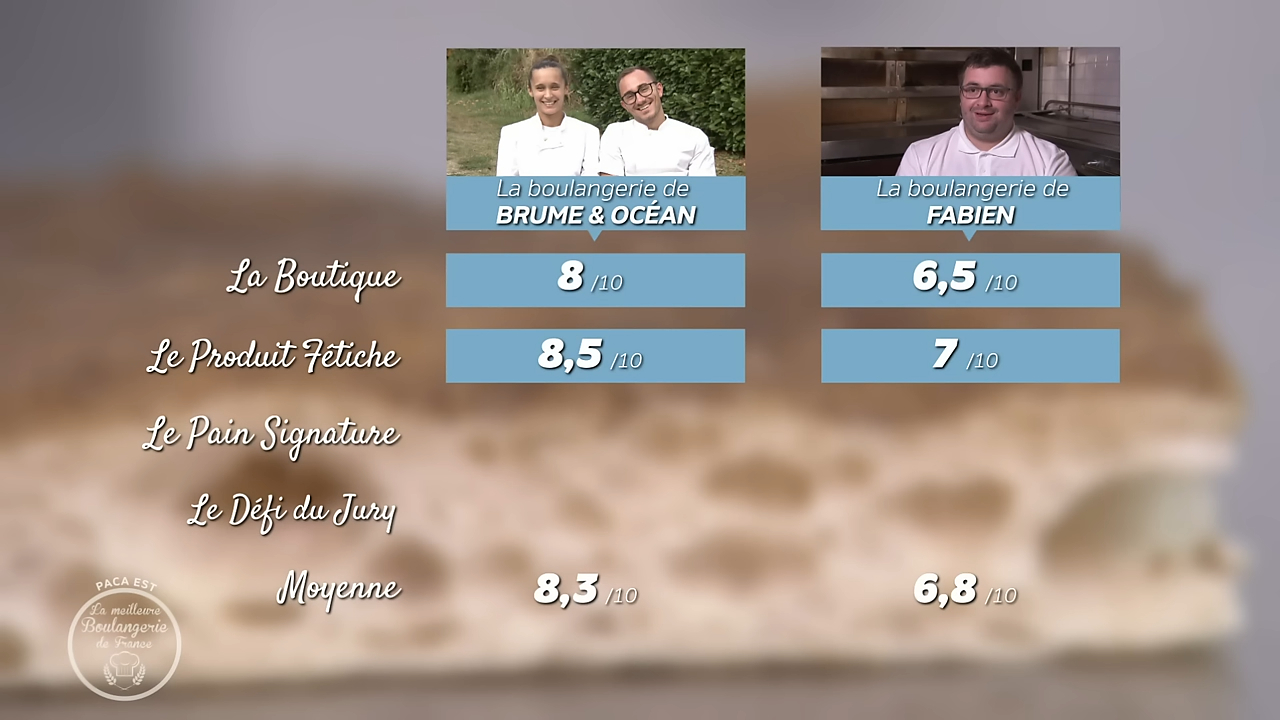 La boulangerie de
BRUME & OCÉAN
La boulangerie de
FABIEN
La Boutique
8 /10
6,5 /10
Le Produit Fétiche
8,5 /10
7 /10
Le Pain Signature
Le Défi du Jury
Moyenne
8,3 /10
6,8 /10
PACA EST
La meilleure
Boulangerie
de France